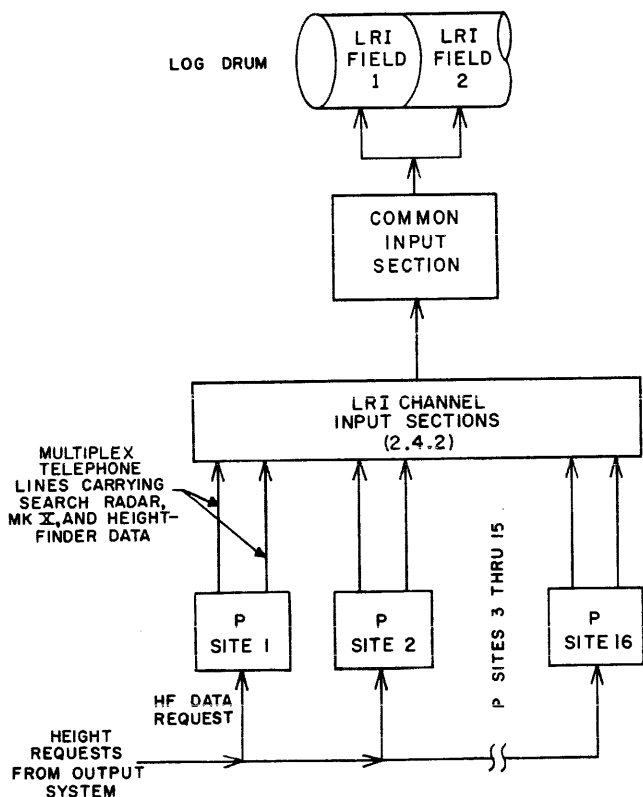 LOG DRUM
LRI
FIELD
1
LRI
FIELD
2
COMMON
INPUT
SECTION
LRI CHANNEL
INPUT SECTIONS
(2.4.2)
MULTIPLEX
TELEPHONE
LINES CARRYING
SEARCH RADAR,
MK X, AND HEIGHT-
FINDER DATA
P
SITE 1
P
SITE 2
P SITES 3 THRU 15
P
SITE 16
HF DATA
REQUEST
HEIGHT
REQUESTS
FROM OUTPUT
SYSTEM